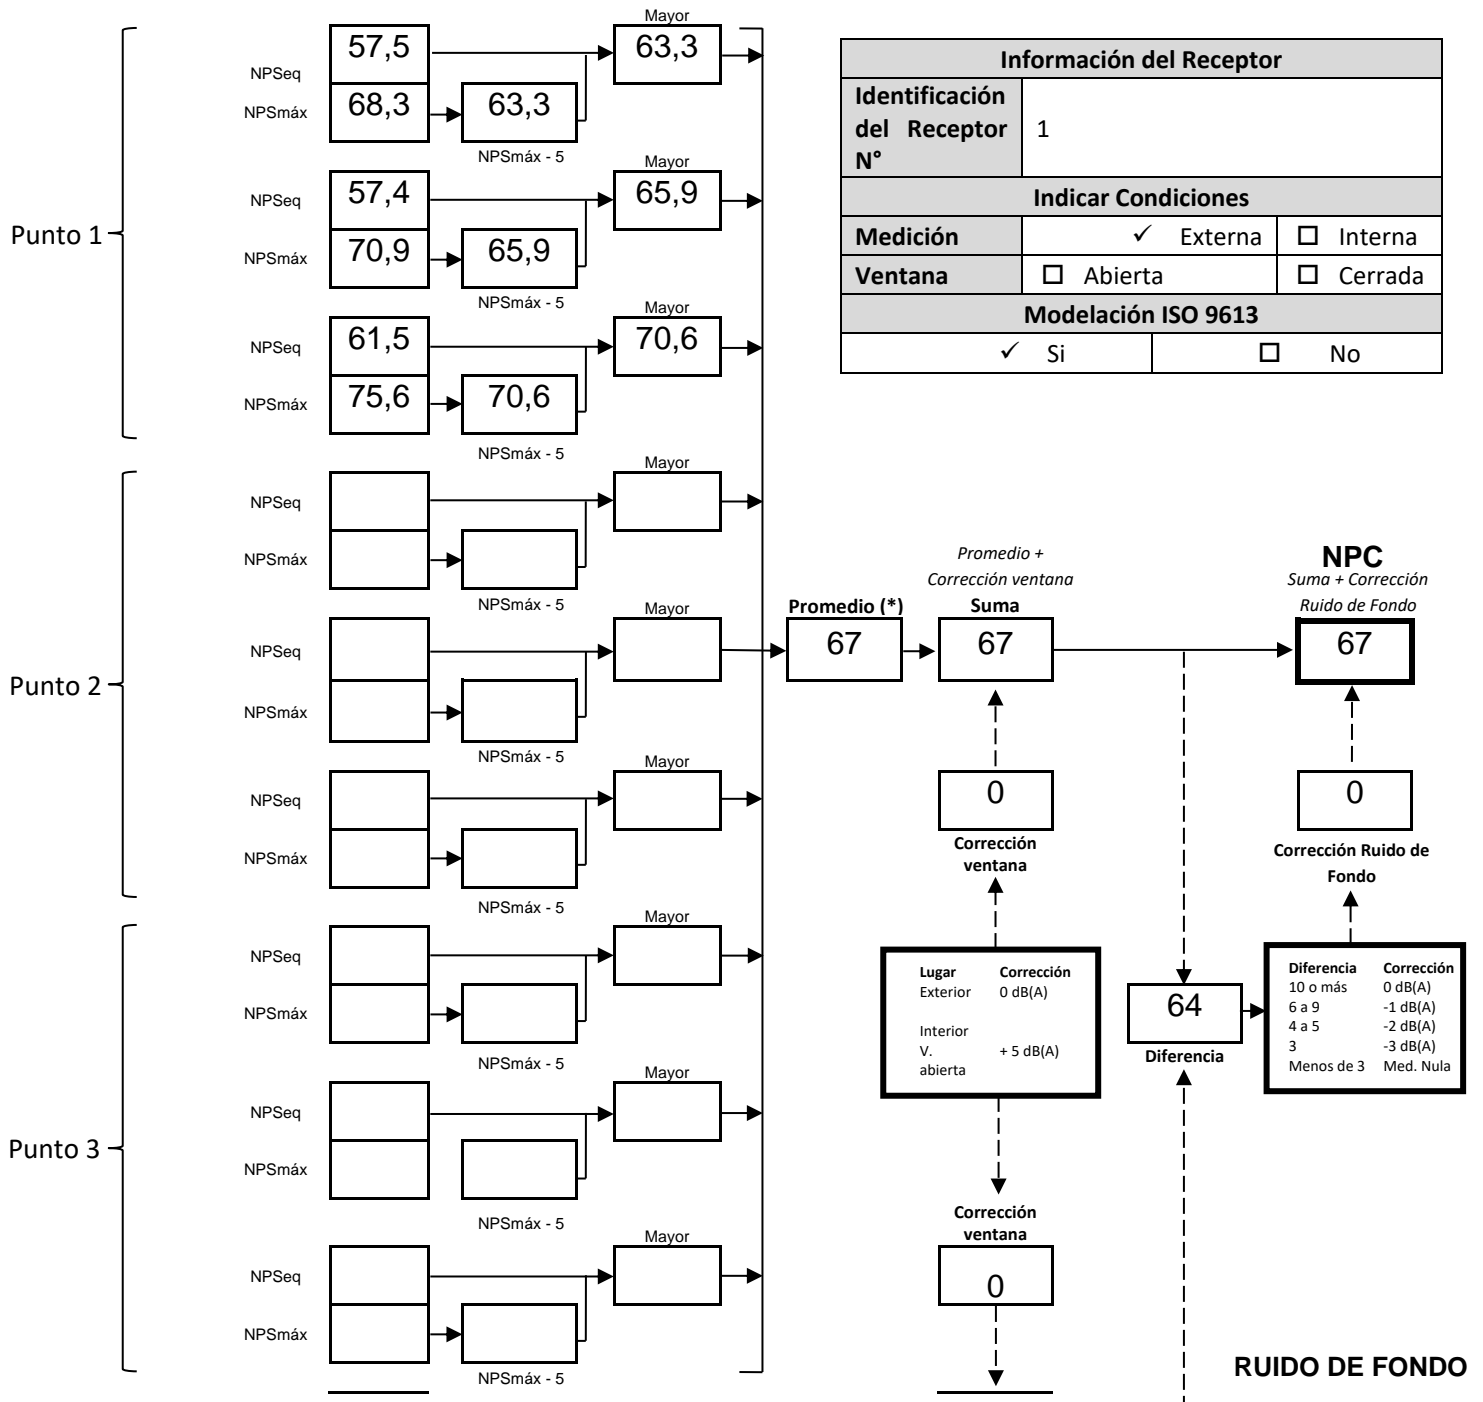 Mayor
57,5
63,3
NPSeq
NPSmáx
68,3
63,3
NPSmáx - 5
Mayor
NPSeq
57,4
65,9
Punto 1
NPSmáx
70,9
65,9
NPSmáx - 5
Mayor
NPSeq
61,5
70,6
NPSmáx
75,6
70,6
NPSmáx - 5
Información del Receptor
Identificación
del Receptor
N°
1
Indicar Condiciones
Medición
✓ Externa
☐ Interna
Ventana
☐ Abierta
☐ Cerrada
Modelación ISO 9613
✓ Si
☐ No
Mayor
NPSeq
NPSmáx
NPSmáx - 5
Mayor
NPSeq
Punto 2
NPSmáx
NPSmáx - 5
Mayor
NPSeq
NPSmáx
NPSmáx - 5
Promedio (*)
67
Promedio +
Corrección ventana
Suma
67
NPC
Suma + Corrección
Ruido de Fondo
67
0
Corrección
ventana
0
Corrección Ruido de
Fondo
Mayor
NPSeq
NPSmáx
NPSmáx - 5
Mayor
NPSeq
Punto 3
NPSmáx
NPSmáx - 5
Mayor
NPSeq
NPSmáx
NPSmáx - 5
Lugar Corrección
Exterior 0 dB(A)
Interior
V. + 5 dB(A)
abierta
64
Diferencia
Diferencia Corrección
10 o más 0 dB(A)
6 a 9 -1 dB(A)
4 a 5 -2 dB(A)
3 -3 dB(A)
Menos de 3 Med. Nula
Corrección
ventana
0
RUIDO DE FONDO